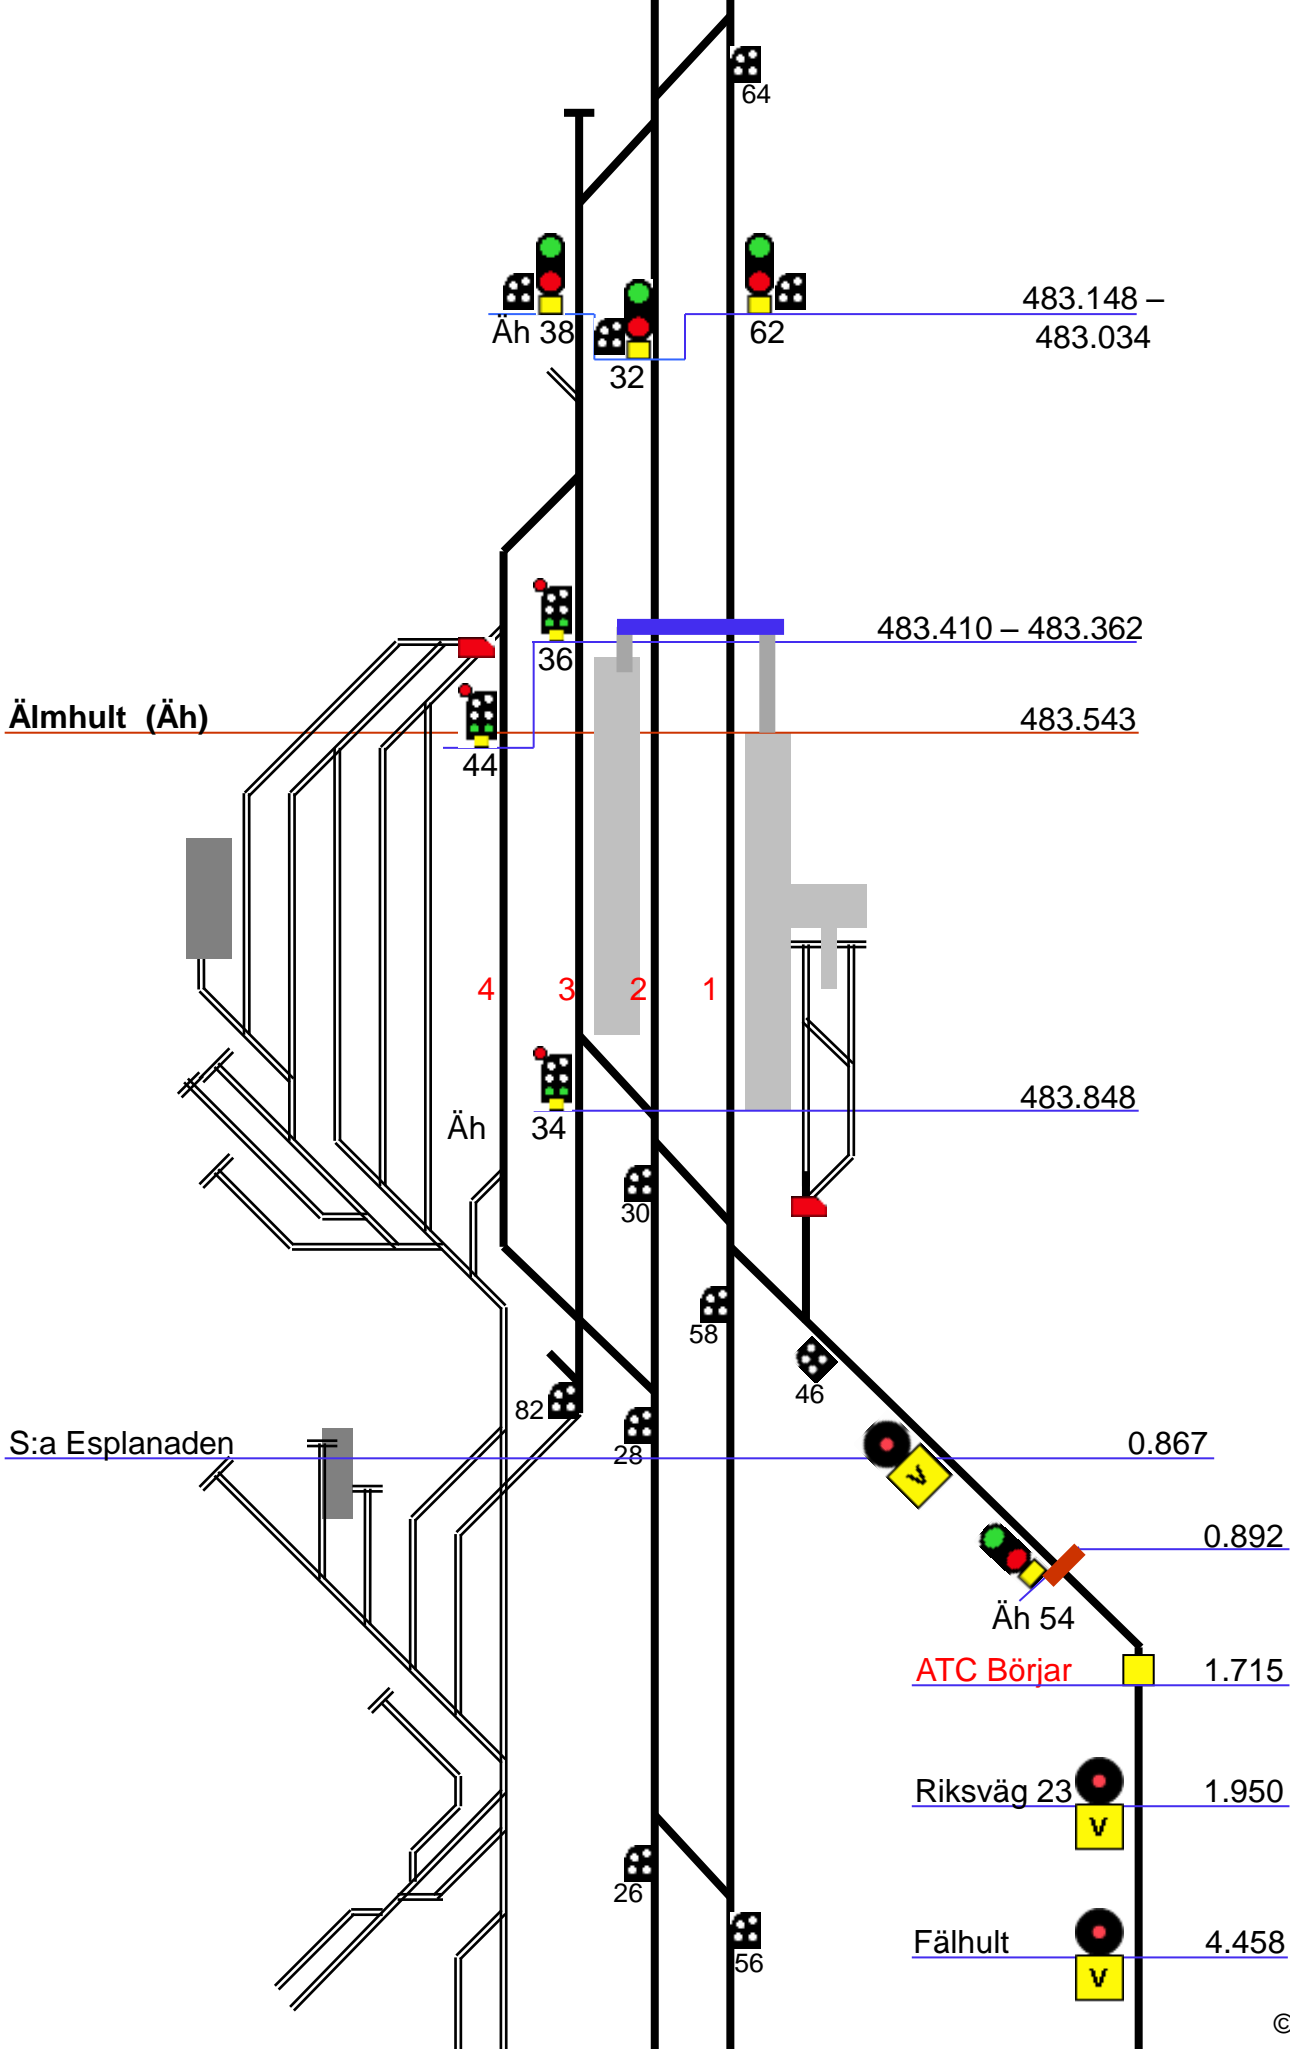 64
483.148 –
483.034
Äh 38
62
32
483.410 – 483.362
36
Älmhult (Äh)
483.543
44
4
3
2
1
483.848
Äh
34
30
58
46
82
S:a Esplanaden
28
0.867
V
0.892
Äh 54
ATC Börjar
1.715
Riksväg 23
1.950
V
26
Fälhult
4.458
56
V
©